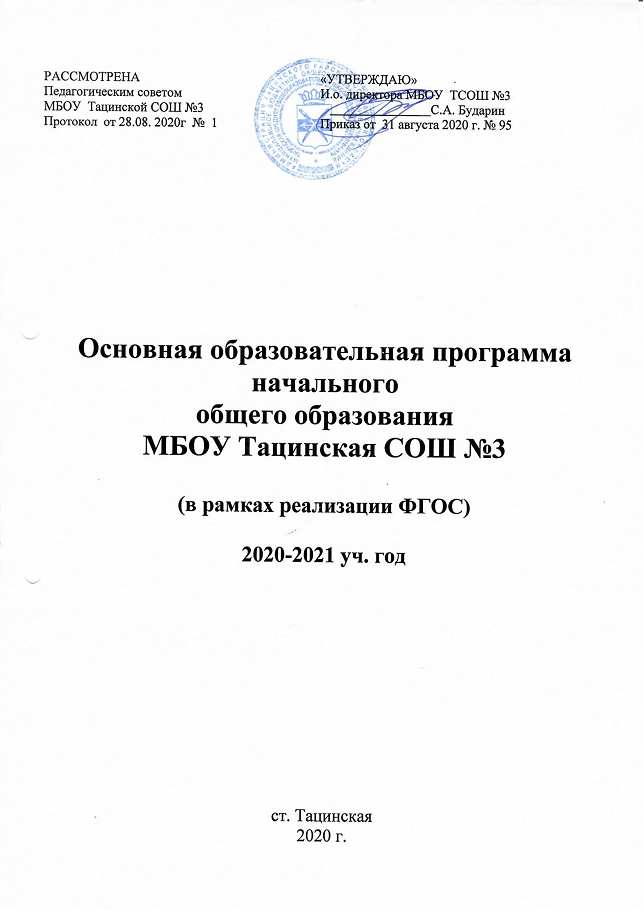 РАССМОТРЕНА
Педагогическим советом
МБОУ Тацинской СОШ №3
Протокол от 28.08. 2020г № 1
«УТВЕРЖДАЮ»
И.о. директора МБОУ ТСОШ №3
________________С.А. Бударин
Приказ от 31 августа 2020 г. № 95
Основная образовательная программа
начального
общего образования
МБОУ Тацинская СОШ №3
(в рамках реализации ФГОС)
2020-2021 уч. год
ст. Тацинская
2020 г.